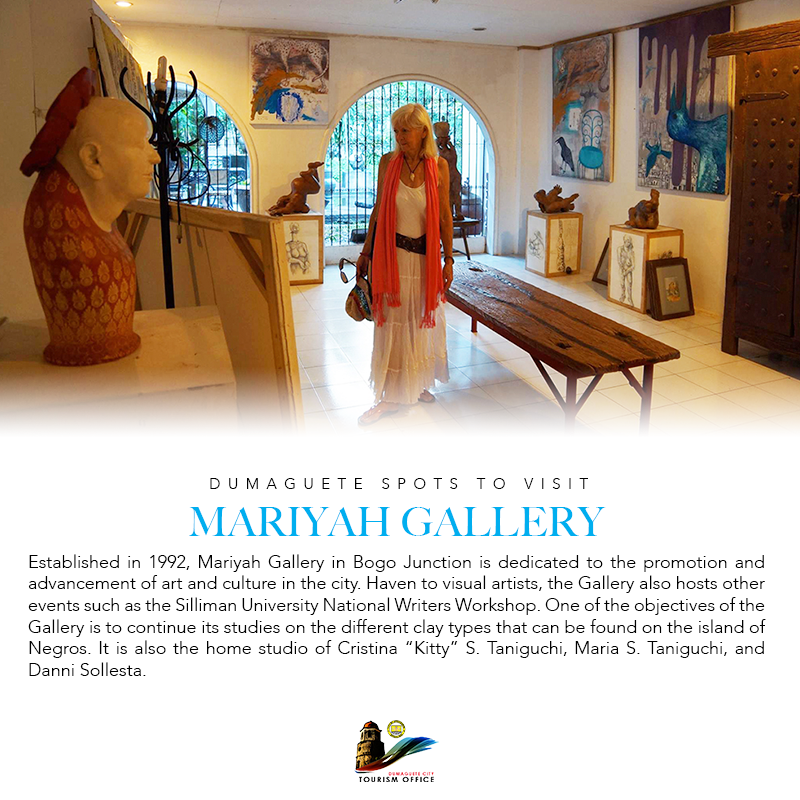 DUMAGUETE SPOTS TO VISIT
MARIYAH GALLERY
Established in 1992, Mariyah Gallery in Bogo Junction is dedicated to the promotion and
advancement of art and culture in the city. Haven to visual artists, the Gallery also hosts other
events such as the Silliman University National Writers Workshop. One of the objectives of the
Gallery is to continue its studies on the different clay types that can be found on the island of
Negros. It is also the home studio of Cristina “Kitty” S. Taniguchi, Maria S. Taniguchi, and
Danni Sollesta.
DUMAGUETE CITY
TOURISM OFFICE